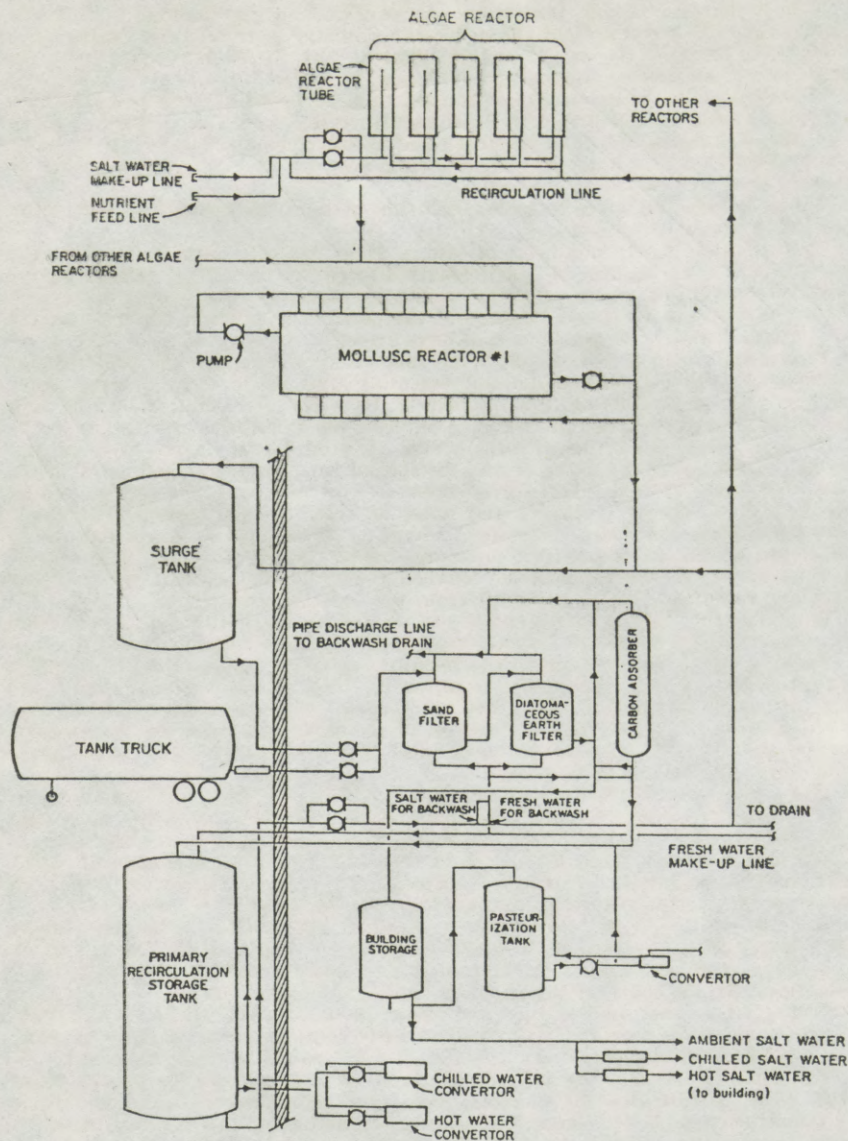 ALGAE REACTOR
ALGAE
REACTOR
TUBE
TO OTHER
REACTORS
SALT WATER
MAKE-UP LINE
NUTRIENT
FEED LINE
RECIRCULATION LINE
FROM OTHER ALGAE
REACTORS
PUMP
MOLLUSC REACTOR #1
SURGE
TANK
PIPE DISCHARGE LINE
TO BACKWASH DRAIN
SAND
FILTER
DIATOMA-
CEOUS
EARTH
FILTER
CARBON ADSORBER
TANK TRUCK
SALT WATER
FOR BACKWASH
FRESH WATER
FOR BACKWASH
TO DRAIN
FRESH WATER
MAKE-UP LINE
PRIMARY
RECIRCULATION
STORAGE
TANK
BUILDING
STORAGE
PASTEUR-
IZATION
TANK
CONVERTOR
AMBIENT SALT WATER
CHILLED SALT WATER
HOT SALT WATER
(to building)
CHILLED WATER
CONVERTOR
HOT WATER
CONVERTOR